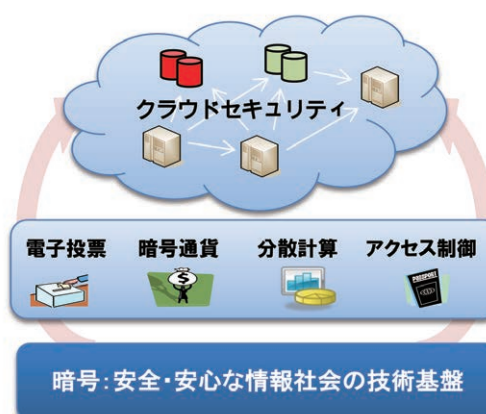 クラウドセキュリティ
電子投票 暗号通貨 分散計算 アクセス制御
$
PASSPORT
暗号:安全・安心な情報社会の技術基盤